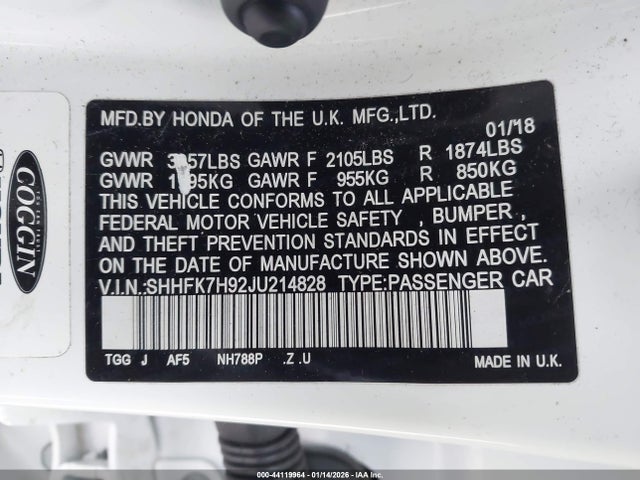 MFD.BY HONDA OF THE U.K. MFG.,LTD.
01/18
GVWR LBS GAWR F 2105LBS R 1874LBS
GVWR KG GAWR F 955KG R 850KG
THIS VEHICLE CONFORMS TO ALL APPLICABLE
FEDERAL MOTOR VEHICLE SAFETY , BUMPER ,
AND THEFT PREVENTION STANDARDS IN EFFECT
ON THE DATE OF MANUFACTURE SHOWN ABOVE.
V.I.N.:SHHFK7H92JU214828 TYPE:PASSENGER CAR
TGG J AF5 NH788P .Z .U
MADE IN U.K.
COGGIN
000-44119964 | 01/14/2026 - © IAA Inc.